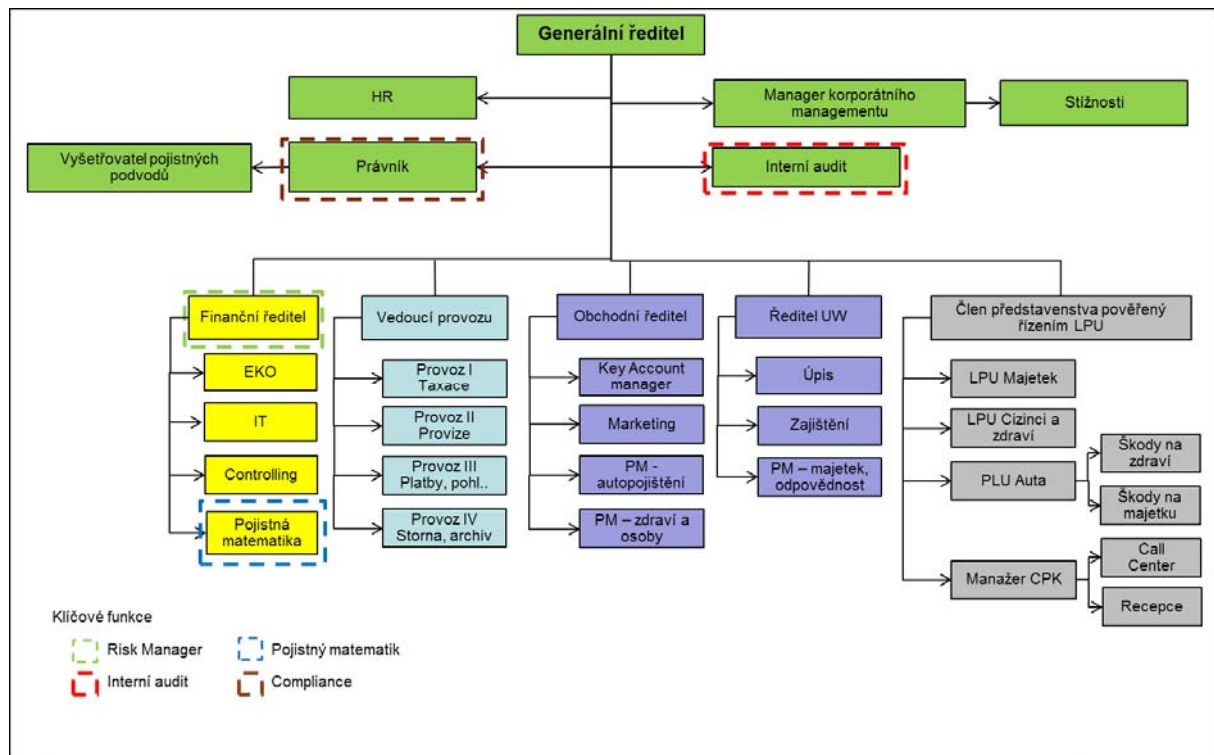 Generální ředitel
HR
Manager korporátního
managementu
Stížnosti
Vyšetřovatel pojistných
podvodů
Právník
Interní audit
Finanční ředitel
EKO
IT
Controlling
Pojistná
matematika
Vedoucí provozu
Provoz I
Taxace
Provoz II
Provize
Provoz III
Platby, pohl..
Provoz IV
Storna, archiv
Obchodní ředitel
Key Account
manager
Marketing
PM -
autopojištění
PM – zdraví a
osoby
Ředitel UW
Úpis
Zajištění
PM – majetek,
odpovědnost
Člen představenstva pověřený
řízením LPU
LPU Majetek
LPU Cizinci a
zdraví
PLU Auta
Škody na
zdraví
Škody na
majetku
Manažer CPK
Call
Center
Recepce
Klíčové funkce
Risk Manager
Pojistný matematik
Interní audit
Compliance